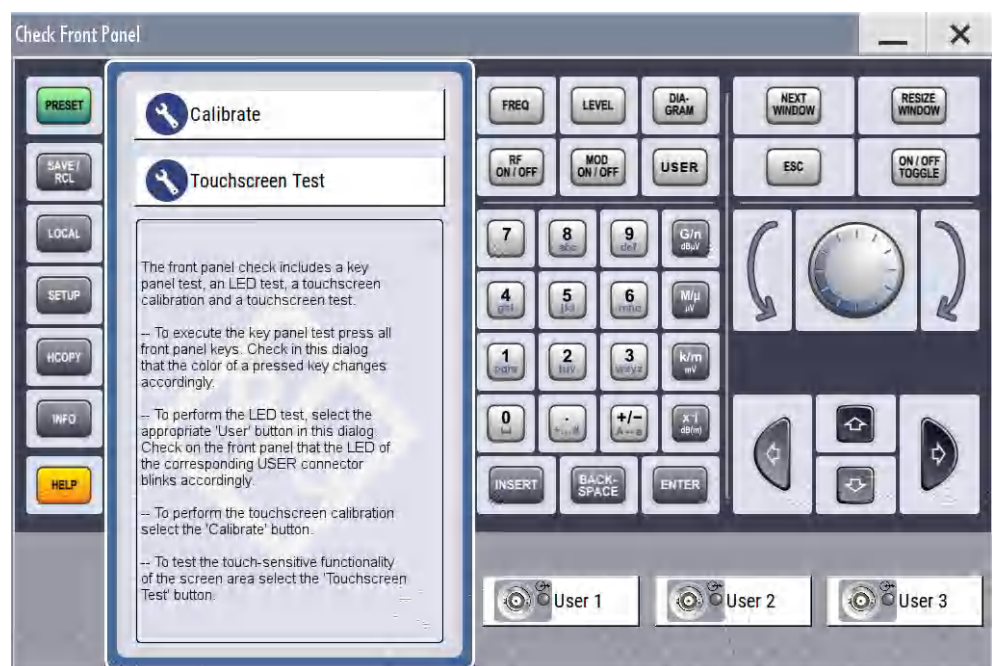 Check Front Panel
PRESET
SAVE /
RCL
LOCAL
SETUP
HCOPY
INFO
HELP
Calibrate
Touchscreen Test
The front panel check includes a key
panel test, an LED test, a touchscreen
calibration and a touchscreen test.
-- To execute the key panel test press all
front panel keys. Check in this dialog
that the color of a pressed key changes
accordingly.
-- To perform the LED test, select the
appropriate 'User' button in this dialog
Check on the front panel that the LED of
the corresponding USER connector
blinks accordingly.
-- To perform the touchscreen calibration
select the 'Calibrate' button.
-- To test the touch-sensitive functionality
of the screen area select the 'Touchscreen
Test' button.
FREQ
LEVEL
DIA-
GRAM
NEXT
WINDOW
RESIZE
WINDOW
RF
ON / OFF
MOD
ON / OFF
USER
ESC
ON / OFF
TOGGLE
7
8
abc
9
def
G/n
dBµV
4
ghi
5
jkl
6
mno
M/µ
µV
1
pqrs
2
tuv
3
wxyz
k/m
mV
0
.
+/-
x 1
dB(m)
INSERT
BACK-
SPACE
ENTER
User 1
User 2
User 3